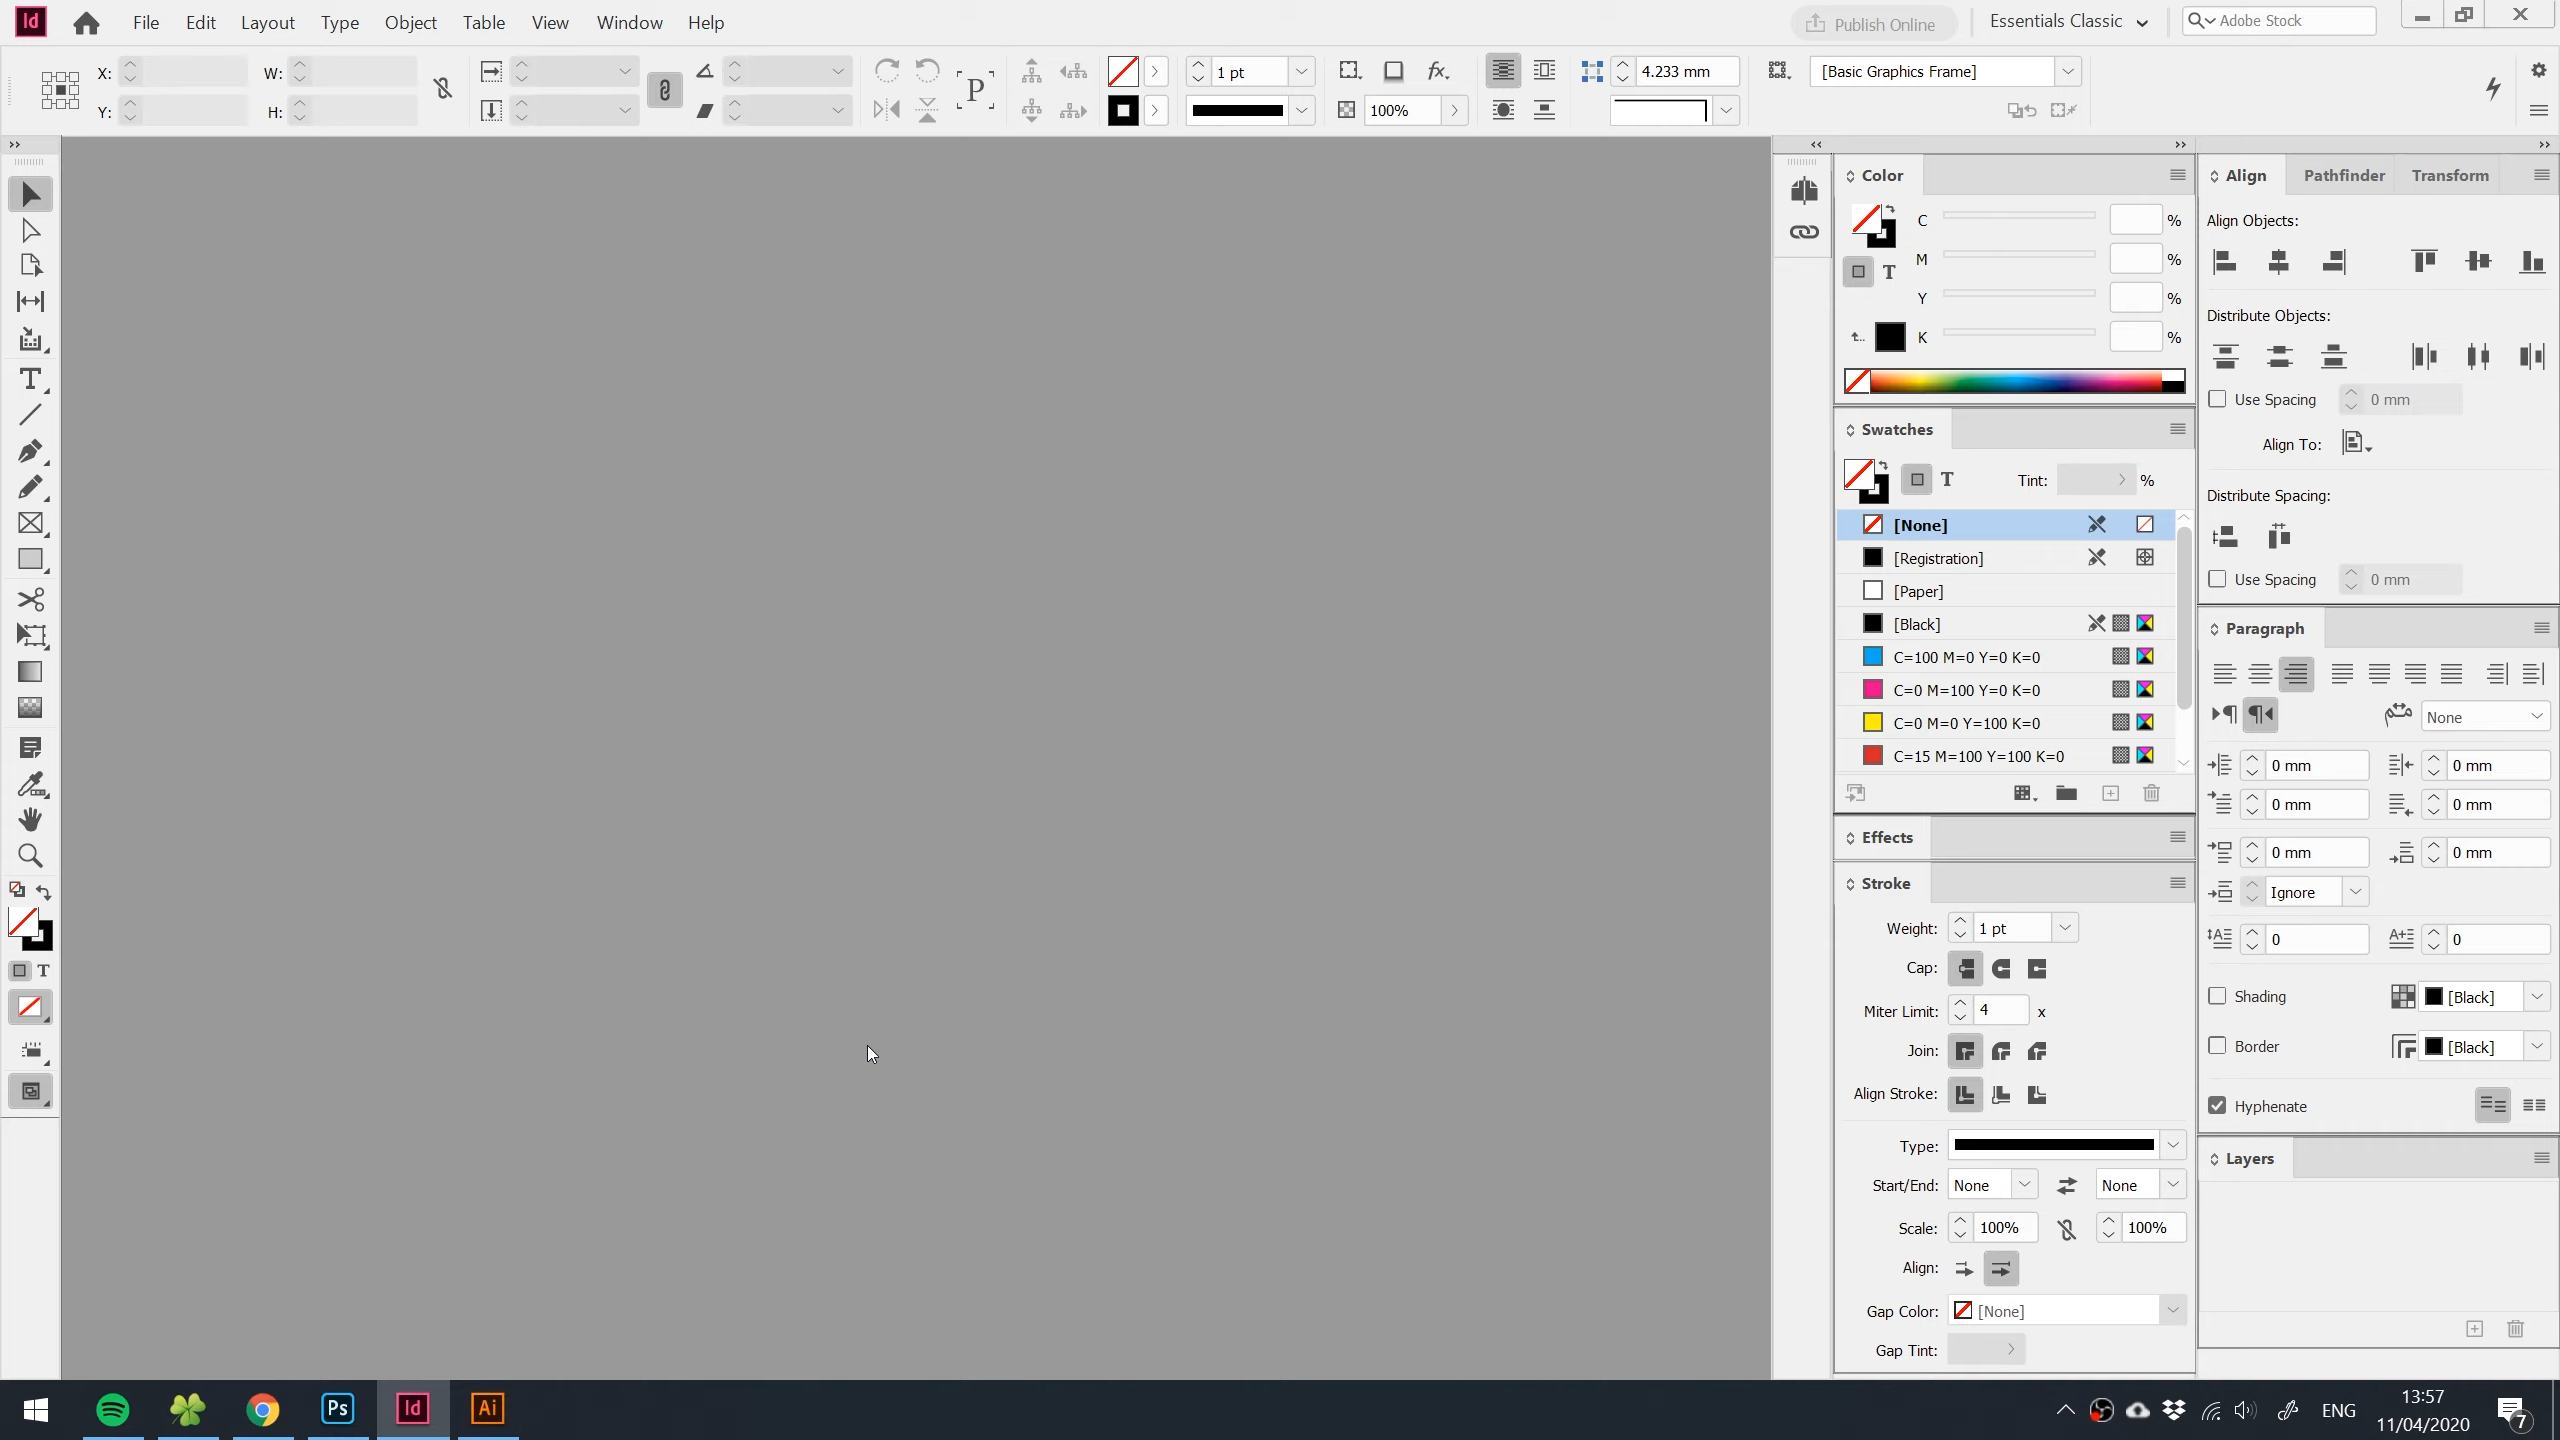 Id File Edit Layout Type Object Table View Window Help Publish Online Essentials Classic Adobe Stock
X: W: 1 pt fx. 4.233 mm [Basic Graphics Frame]
Y: H: P 100%
Color
C %
M %
Y %
K %
T
Swatches
T Tint: %
[None]
[Registration]
[Paper]
[Black]
C=100 M=0 Y=0 K=0
C=0 M=100 Y=0 K=0
C=0 M=0 Y=100 K=0
C=15 M=100 Y=100 K=0
Effects
Stroke
Weight: 1 pt
Cap:
Miter Limit: 4 x
Join:
Align Stroke:
Type:
Start/End: None None
Scale: 100% 100%
Align:
Gap Color: [None]
Gap Tint:
Align Pathfinder Transform
Align Objects:
Distribute Objects:
Use Spacing 0 mm
Align To:
Distribute Spacing:
Use Spacing 0 mm
Paragraph
None
0 mm 0 mm
0 mm 0 mm
0 mm 0 mm
Ignore
0 0
Shading [Black]
Border [Black]
Hyphenate
Layers
Ps Id Ai ENG 13:57
11/04/2020 7